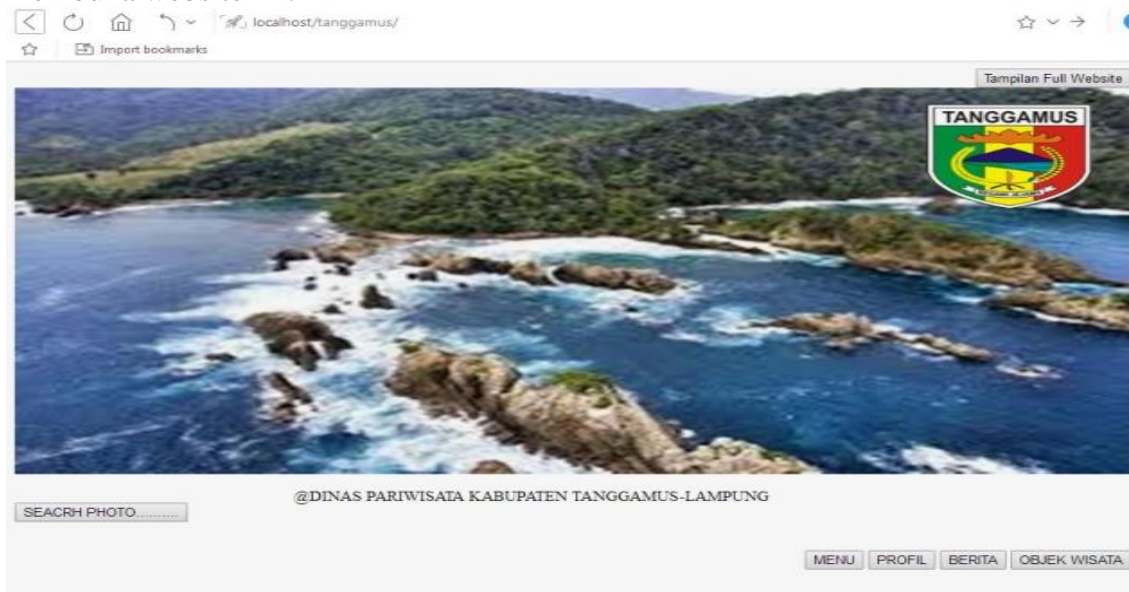 localhost/tanggamus/
Import bookmarks
Tampilan Full Website
TANGGAMUS
@DINAS PARIWISATA KABUPATEN TANGGAMUS-LAMPUNG
SEACRH PHOTO..........
MENU PROFIL BERITA OBJEK WISATA